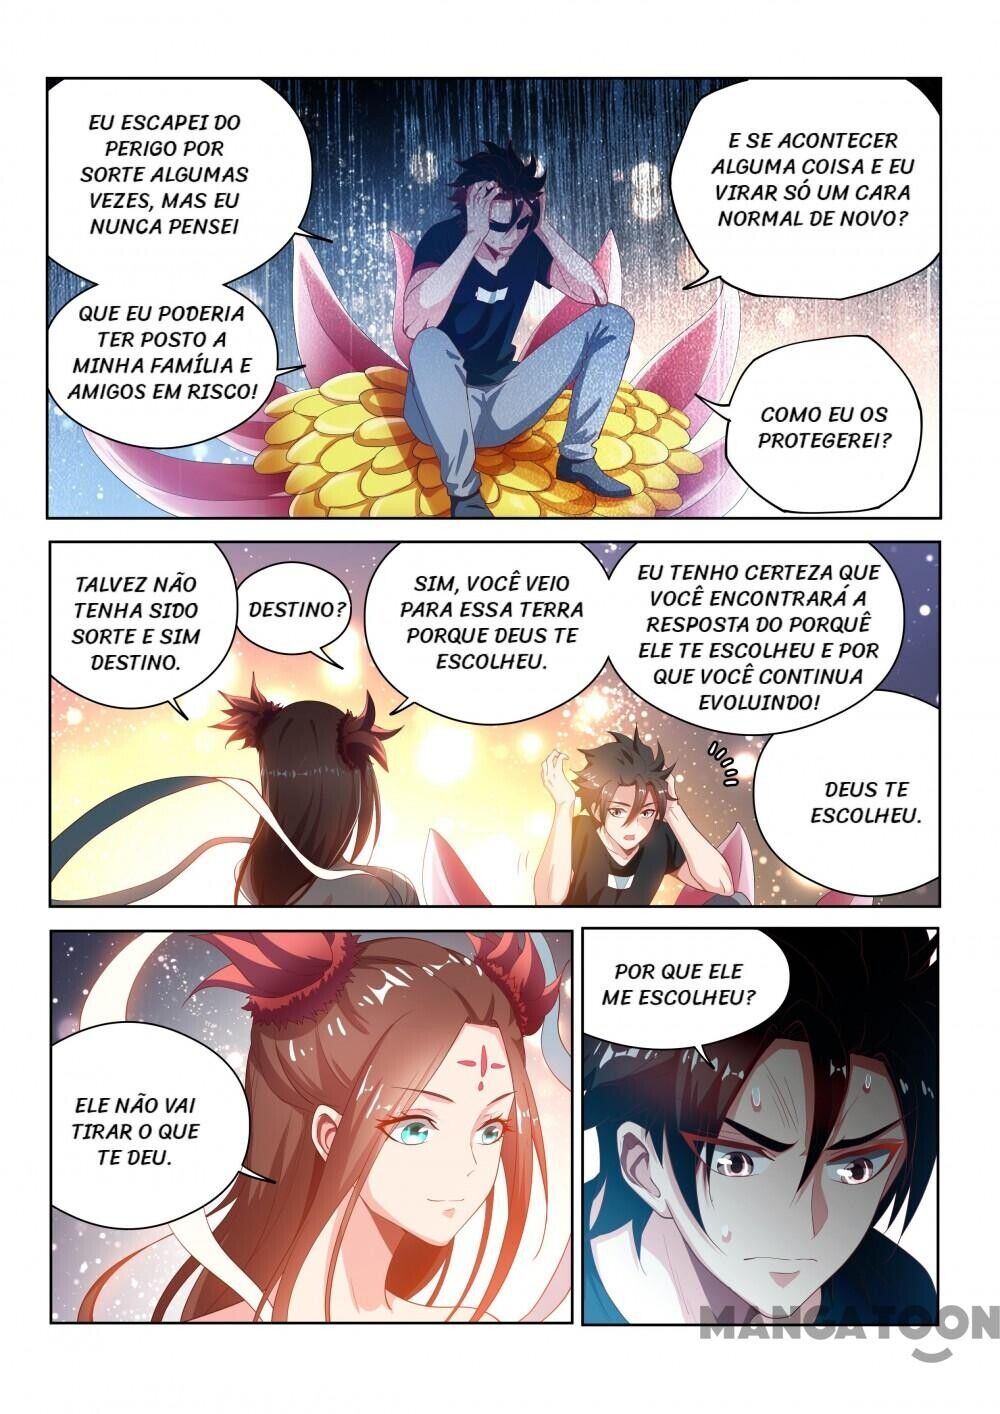 EU ESCAPEI DO
PERIGO POR
SORTE ALGUMAS
VEZES, MAS EU
NUNCA PENSEI
QUE EU PODERIA
TER POSTO A
MINHA FAMÍLIA E
AMIGOS EM RISCO!
E SE ACONTECER
ALGUMA COISA E EU
VIRAR SÓ UM CARA
NORMAL DE NOVO?
COMO EU OS
PROTEGEREI?
TALVEZ NÃO
TENHA SIDO
SORTE E SIM
DESTINO.
DESTINO?
SIM, VOCÊ VEIO
PARA ESSA TERRA
PORQUE DEUS TE
ESCOLHEU.
EU TENHO CERTEZA QUE
VOCÊ ENCONTRARÁ A
RESPOSTA DO PORQUÊ
ELE TE ESCOLHEU E POR
QUE VOCÊ CONTINUA
EVOLUINDO!
DEUS TE
ESCOLHEU.
ELE NÃO VAI
TIRAR O QUE
TE DEU.
POR QUE ELE
ME ESCOLHEU?
MANGATOON